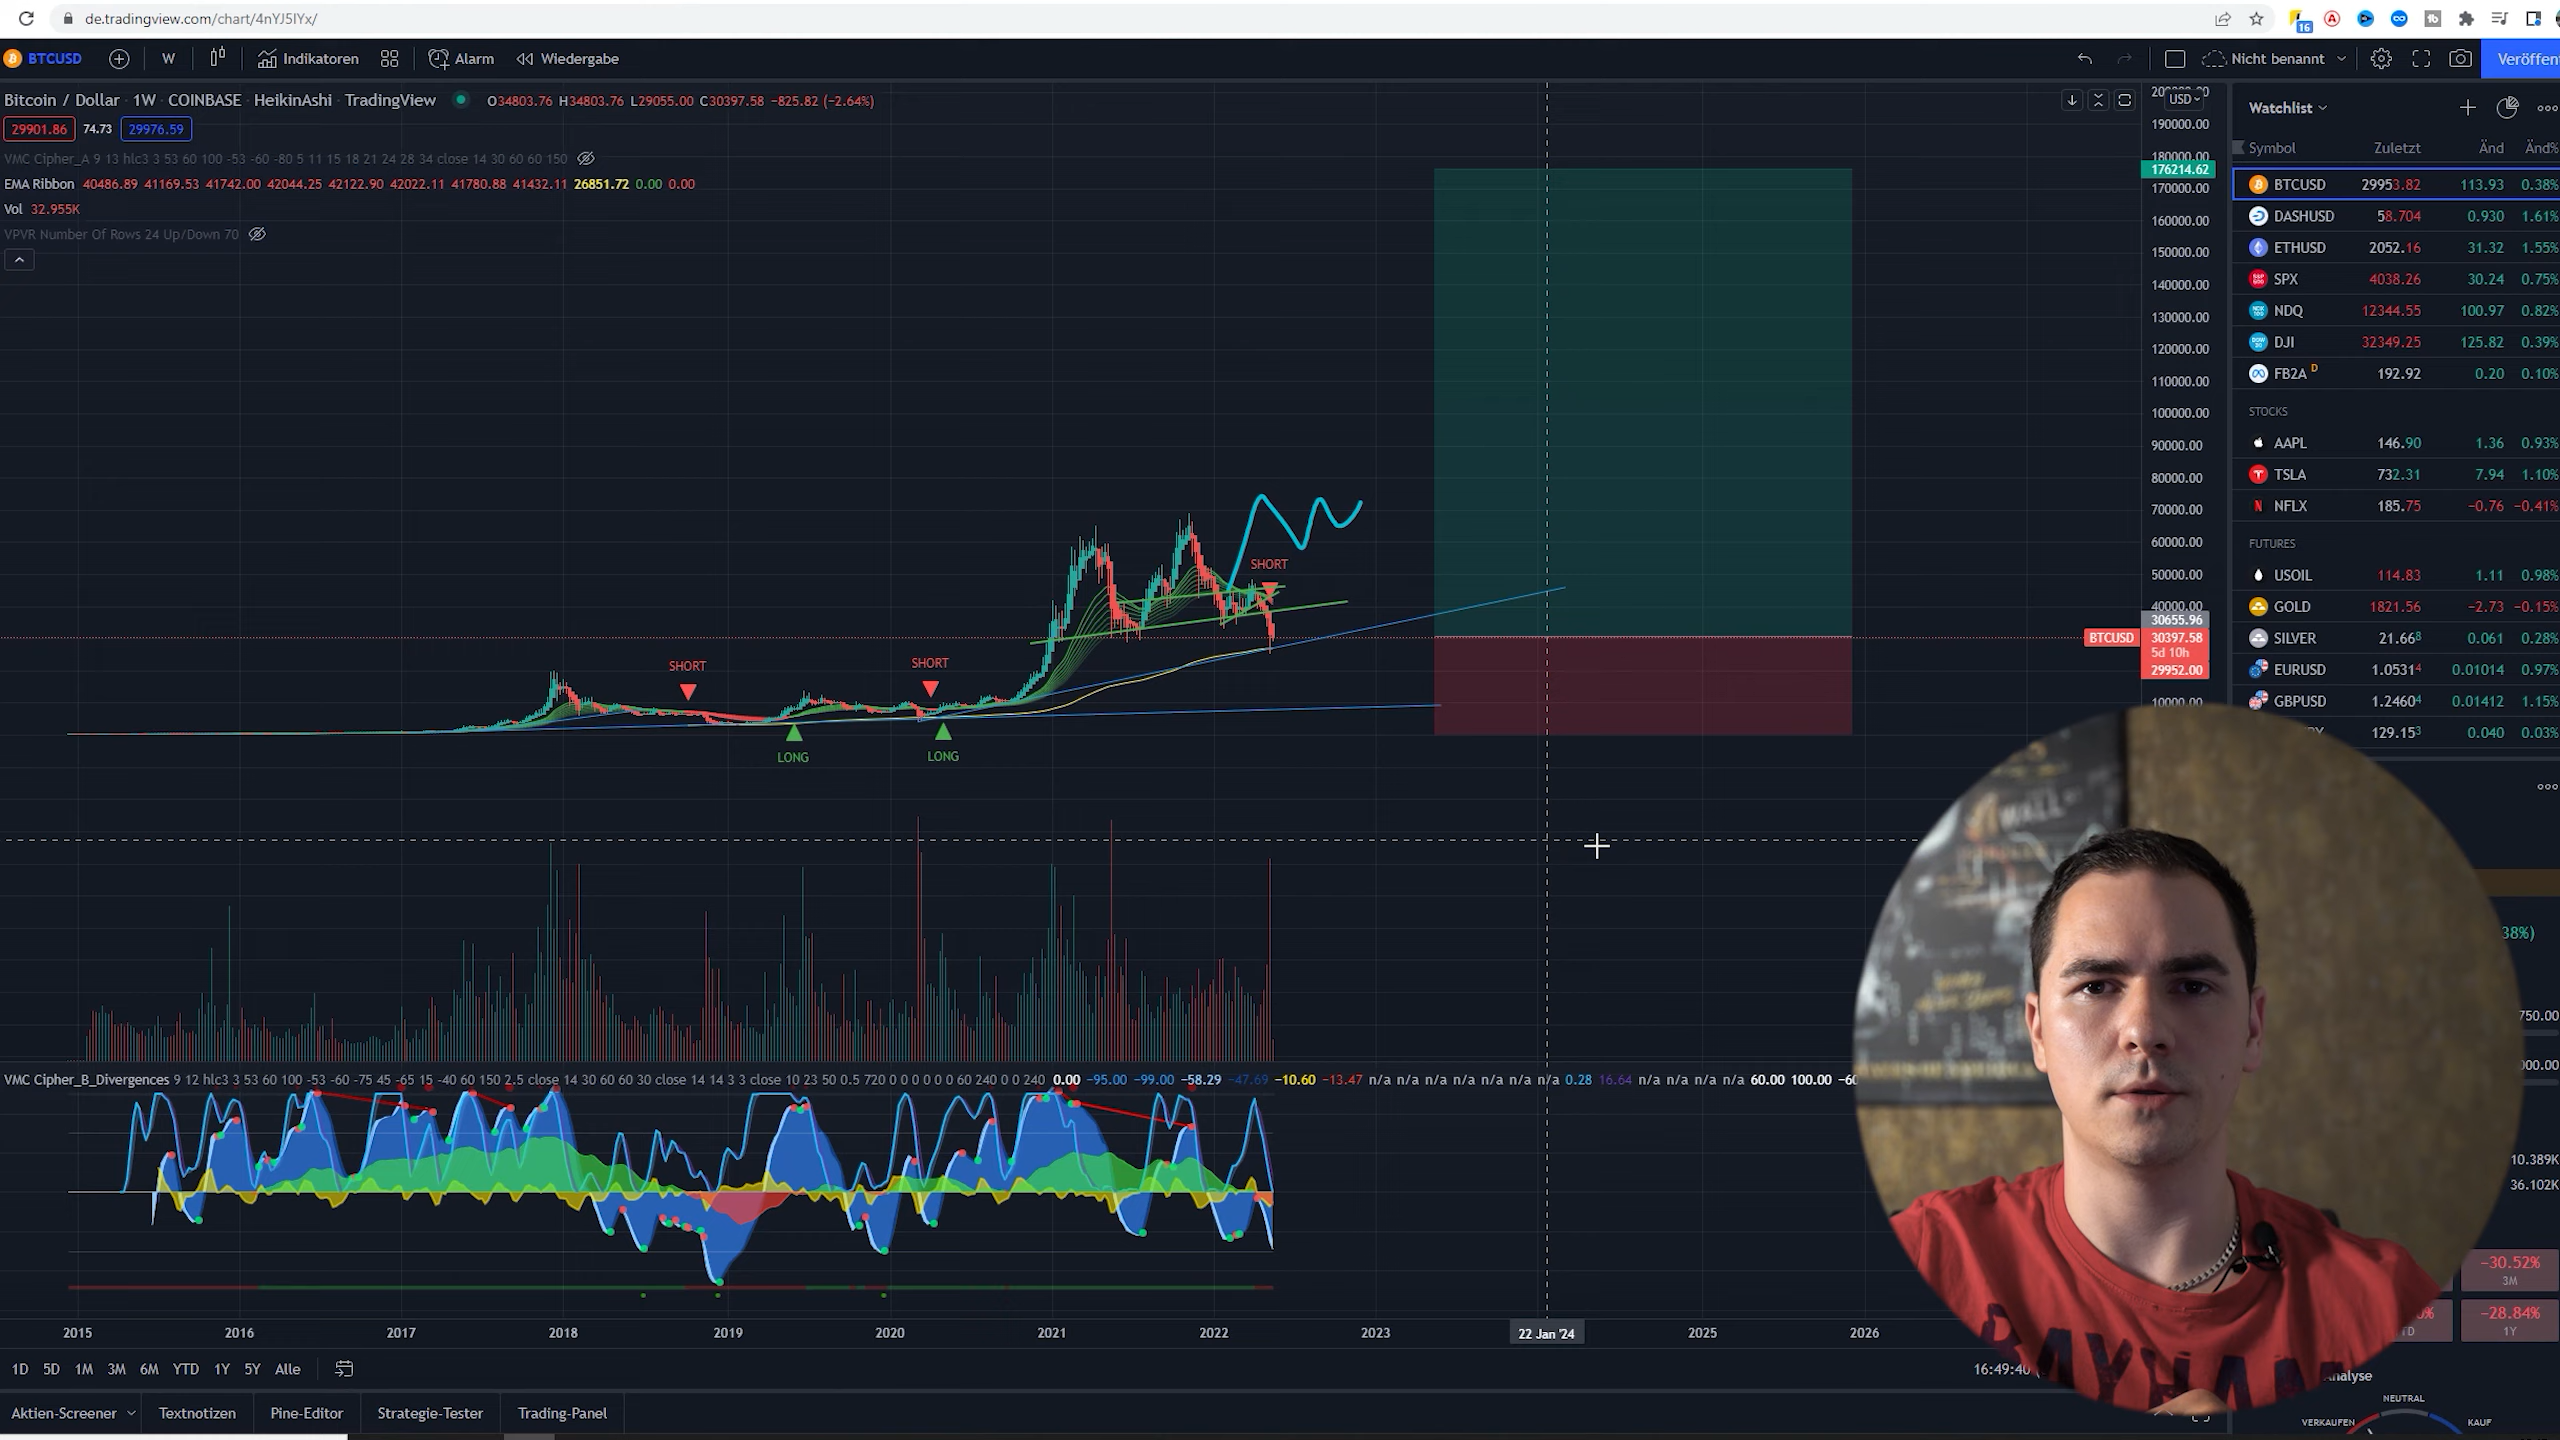 de.tradingview.com/chart/4nYJ5lYx/
16
BTCUSD W Indikatoren Alarm Wiedergabe Nicht benannt Veröffen
Bitcoin / Dollar · 1W · COINBASE · HeikinAshi · TradingView O34803.76 H34803.76 L29055.00 C30397.58 −825.82 (−2.64%)
29901.86 74.73 29976.59
VMC Cipher_A 9 13 hlc3 3 53 60 100 -53 -60 -80 5 11 15 18 21 24 28 34 close 14 30 60 60 150
EMA Ribbon 40486.89 41169.53 41742.00 42044.25 42122.90 42022.11 41780.88 41432.11 26851.72 0.00 0.00
Vol 32.955K
VPVR Number Of Rows 24 Up/Down 70
USD
190000.00
180000.00
176214.62
170000.00
160000.00
150000.00
140000.00
130000.00
120000.00
110000.00
100000.00
90000.00
80000.00
70000.00
60000.00
50000.00
40000.00
30655.96
BTCUSD 30397.58
5d 10h
29952.00
10000.00
SHORT
SHORT
SHORT
LONG
LONG
Watchlist
Symbol Zuletzt Änd Änd%
BTCUSD 29953.82 113.93 0.38%
DASHUSD 58.704 0.930 1.61%
ETHUSD 2052.16 31.32 1.55%
SPX 4038.26 30.24 0.75%
NDQ 12344.55 100.97 0.82%
DJI 32349.25 125.82 0.39%
FB2A D 192.92 0.20 0.10%
STOCKS
AAPL 146.90 1.36 0.93%
TSLA 732.31 7.94 1.10%
NFLX 185.75 −0.76 −0.41%
FUTURES
USOIL 114.83 1.11 0.98%
GOLD 1821.56 −2.73 −0.15%
SILVER 21.668 0.061 0.28%
EURUSD 1.05314 0.01014 0.97%
GBPUSD 1.24604 0.01412 1.15%
129.153 0.040 0.03%
38%)
750.00
00.00
10.389K
36.102K
−30.52%
3M
−28.84%
1Y
VMC Cipher_B_Divergences 9 12 hlc3 3 53 60 100 -53 -60 -75 45 -65 15 -40 60 150 2.5 close 14 30 60 60 30 close 14 14 3 3 close 10 23 50 0.5 720 0 0 0 0 0 0 60 240 0 0 240 0.00 −95.00 −99.00 −58.29 −47.69 −10.60 −13.47 n/a n/a n/a n/a n/a n/a n/a n/a 0.28 16.64 n/a n/a n/a n/a 60.00 100.00 −60
2015 2016 2017 2018 2019 2020 2021 2022 2023 22 Jan '24 2025 2026
1D 5D 1M 3M 6M YTD 1Y 5Y Alle 16:49:40
Aktien-Screener Textnotizen Pine-Editor Strategie-Tester Trading-Panel
NEUTRAL
VERKAUFEN KAUF